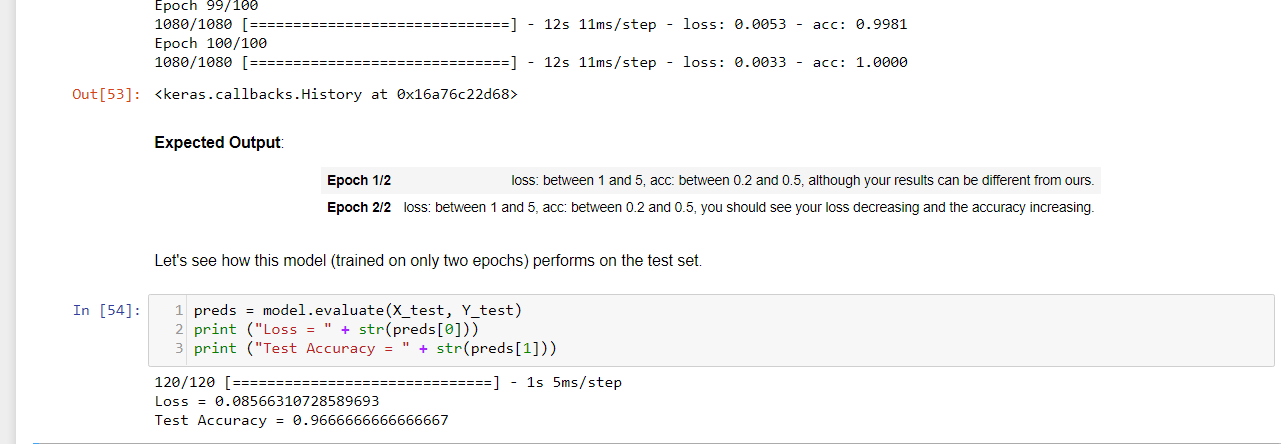 Epoch 99/100
1080/1080 [==============================] - 12s 11ms/step - loss: 0.0053 - acc: 0.9981
Epoch 100/100
1080/1080 [==============================] - 12s 11ms/step - loss: 0.0033 - acc: 1.0000
Out[53]: <keras.callbacks.History at 0x16a76c22d68>
Expected Output:
Epoch 1/2 loss: between 1 and 5, acc: between 0.2 and 0.5, although your results can be different from ours.
Epoch 2/2 loss: between 1 and 5, acc: between 0.2 and 0.5, you should see your loss decreasing and the accuracy increasing.
Let's see how this model (trained on only two epochs) performs on the test set.
In [54]: 1 preds = model.evaluate(X_test, Y_test)
2 print ("Loss = " + str(preds[0]))
3 print ("Test Accuracy = " + str(preds[1]))
120/120 [==============================] - 1s 5ms/step
Loss = 0.08566310728589693
Test Accuracy = 0.9666666666666667